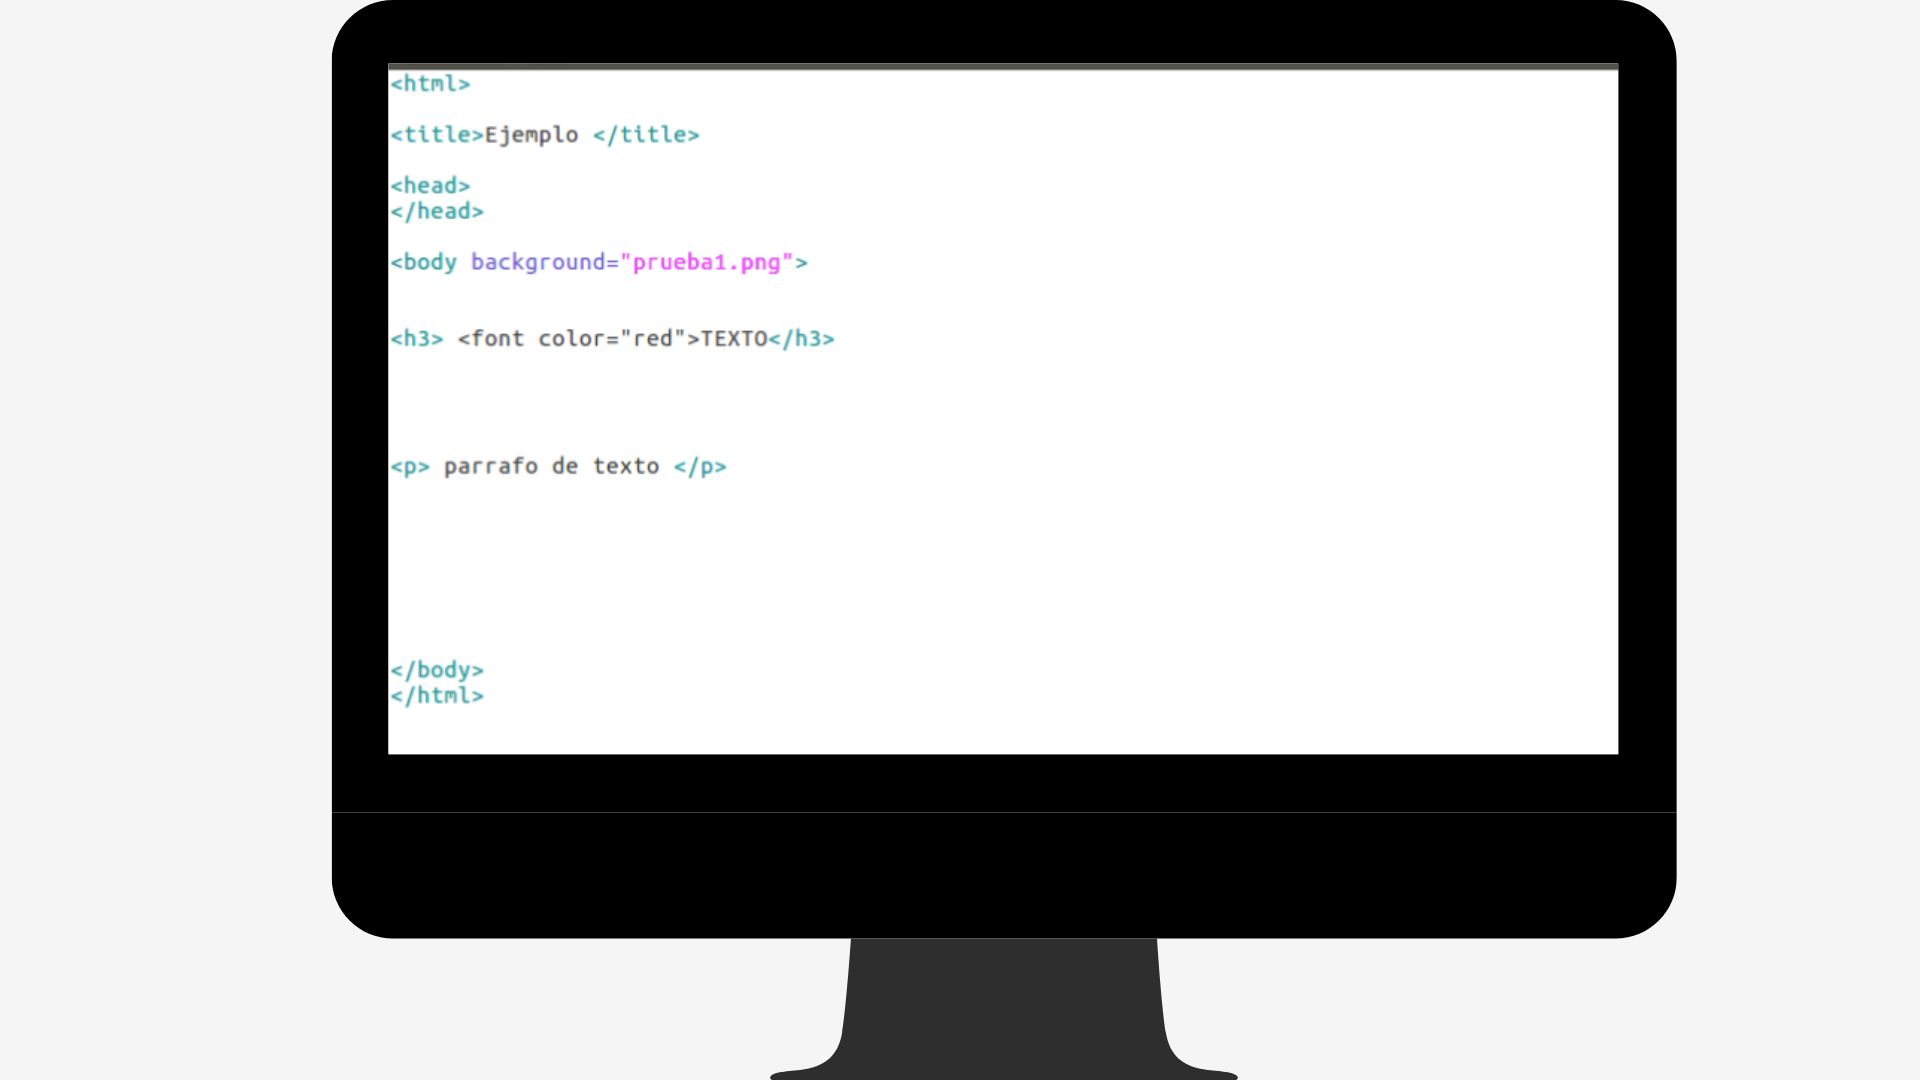 <html>
<title>Ejemplo </title>
<head>
</head>
<body background="prueba1.png">
<h3> <font color="red">TEXTO</h3>
<p> parrafo de texto </p>
</body>
</html>